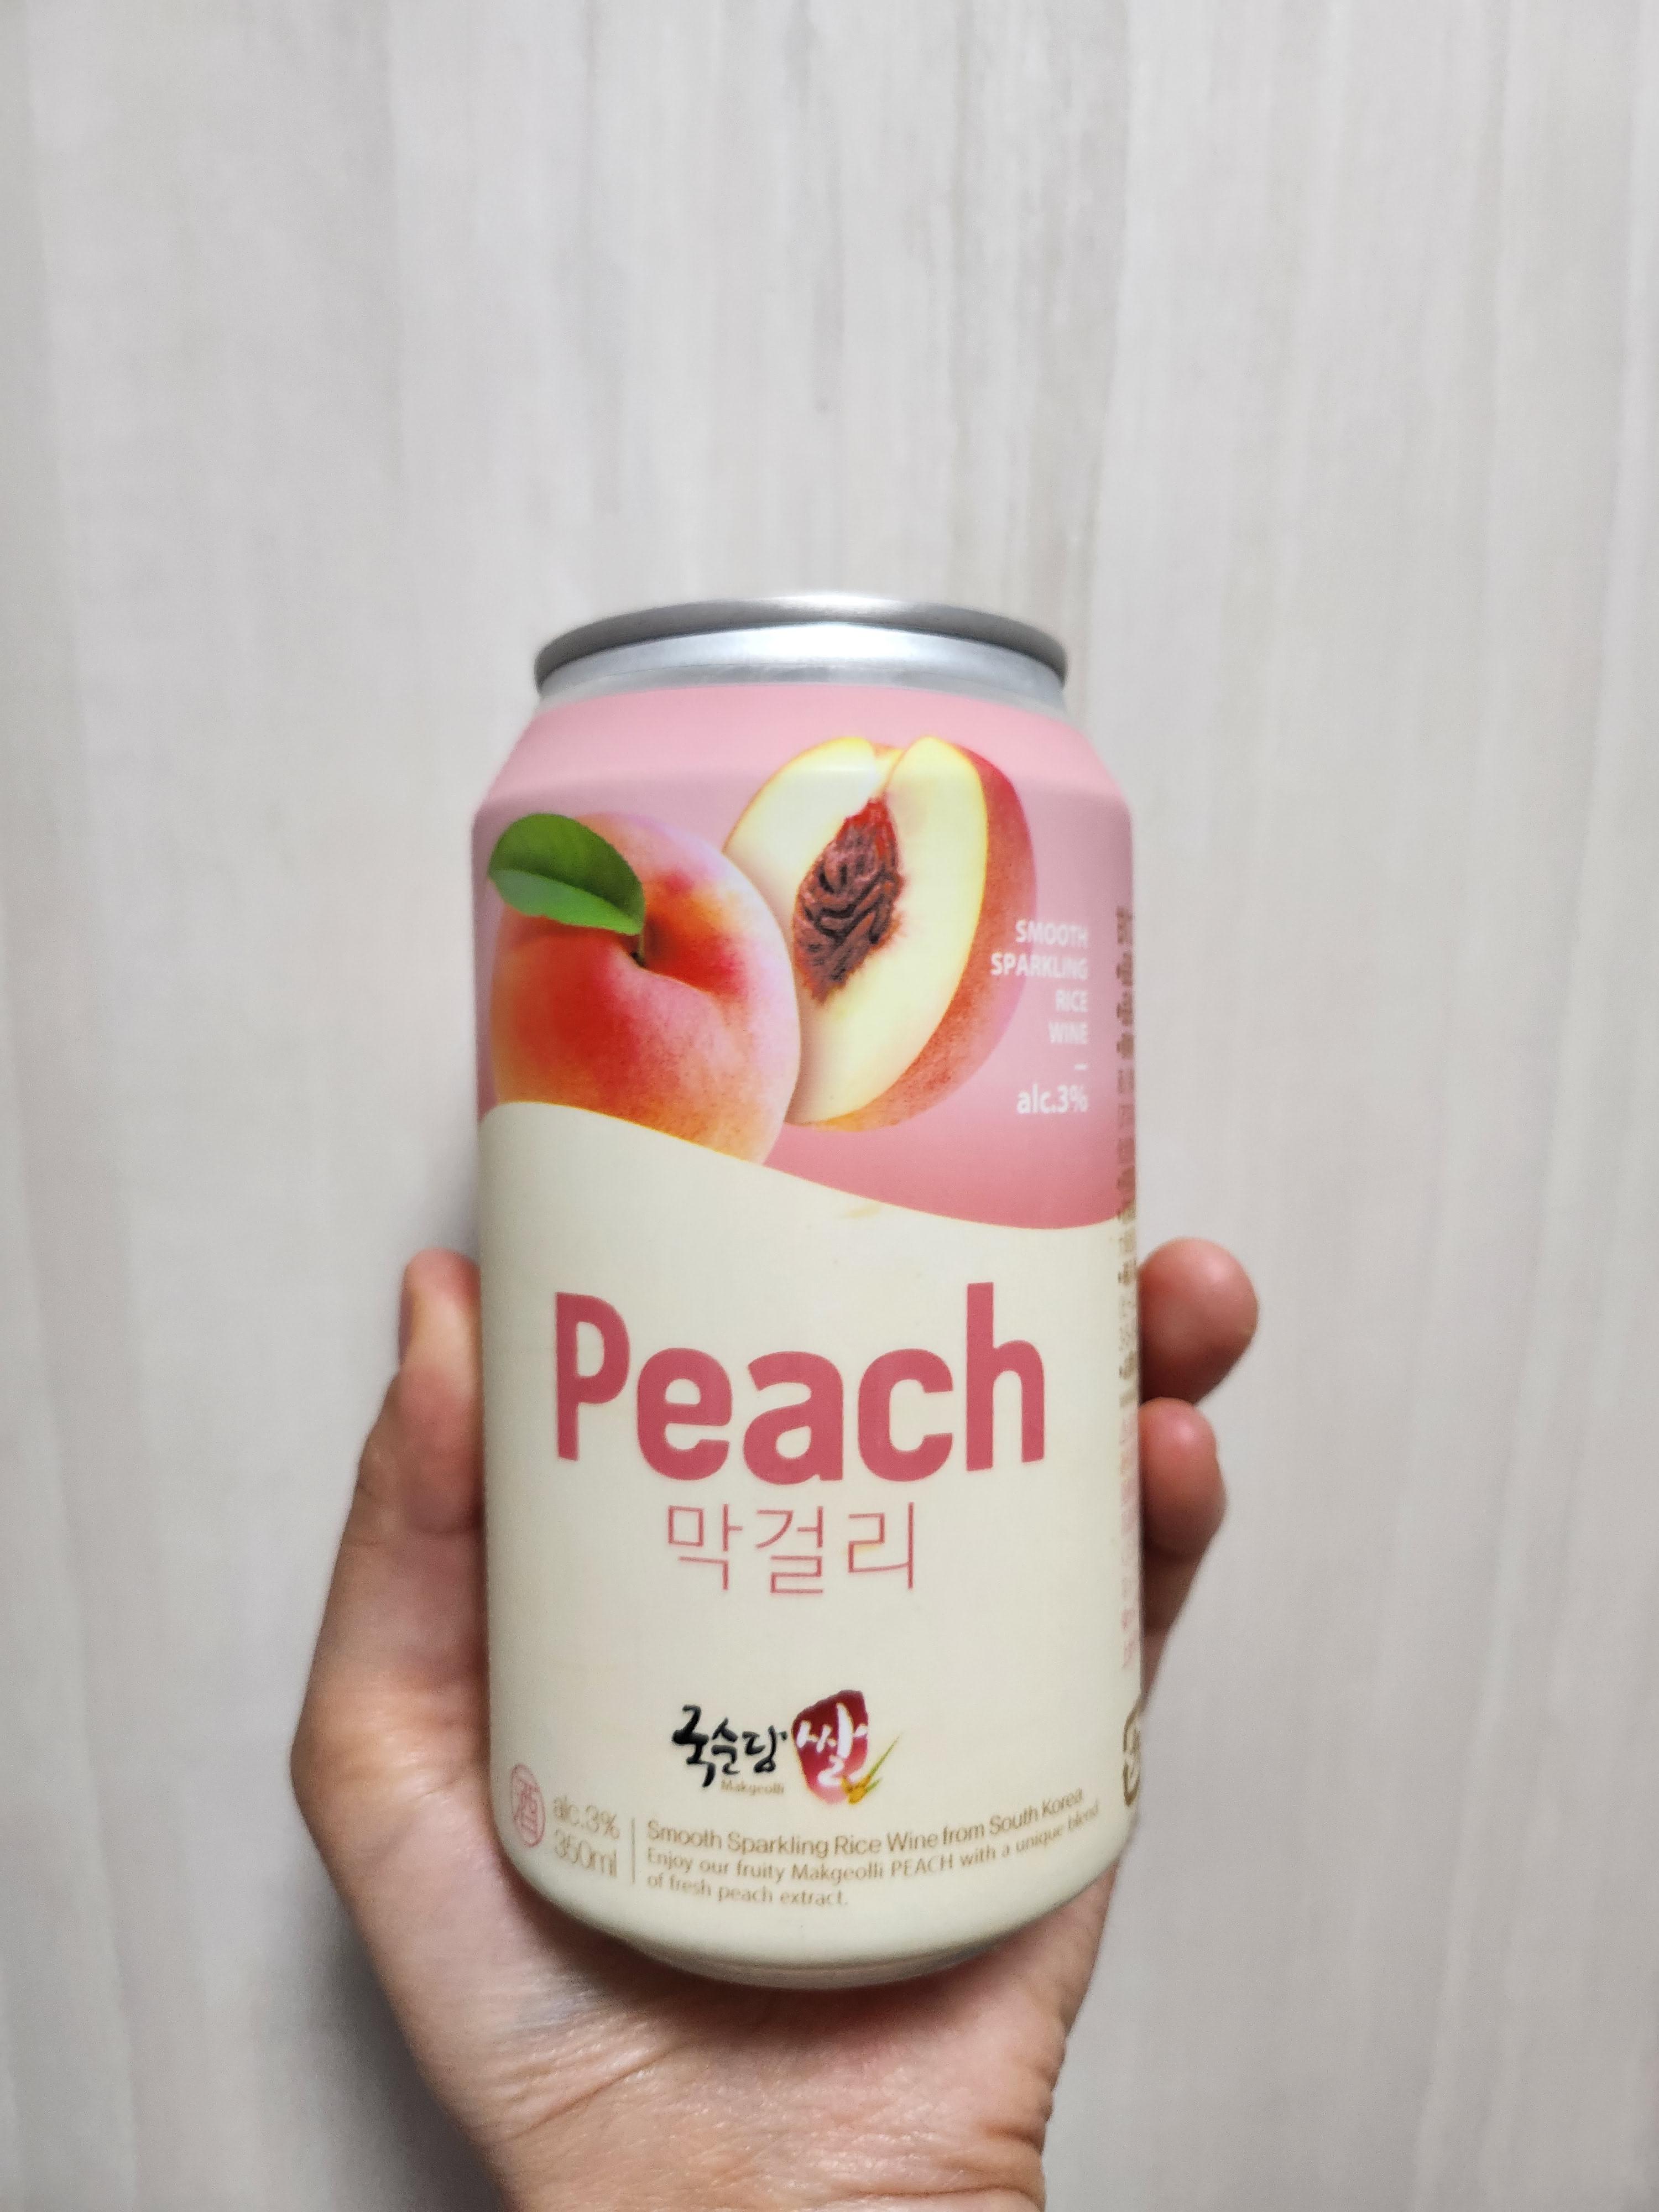 SMOOTH
SPARKLING
RICE
WINE
–
alc.3%
Peach
막걸리
국순당 쌀
Makgeolli
酒
alc.3%
350ml
Smooth Sparkling Rice Wine from South Korea
Enjoy our fruity Makgeolli PEACH with a unique blend
of fresh peach extract.